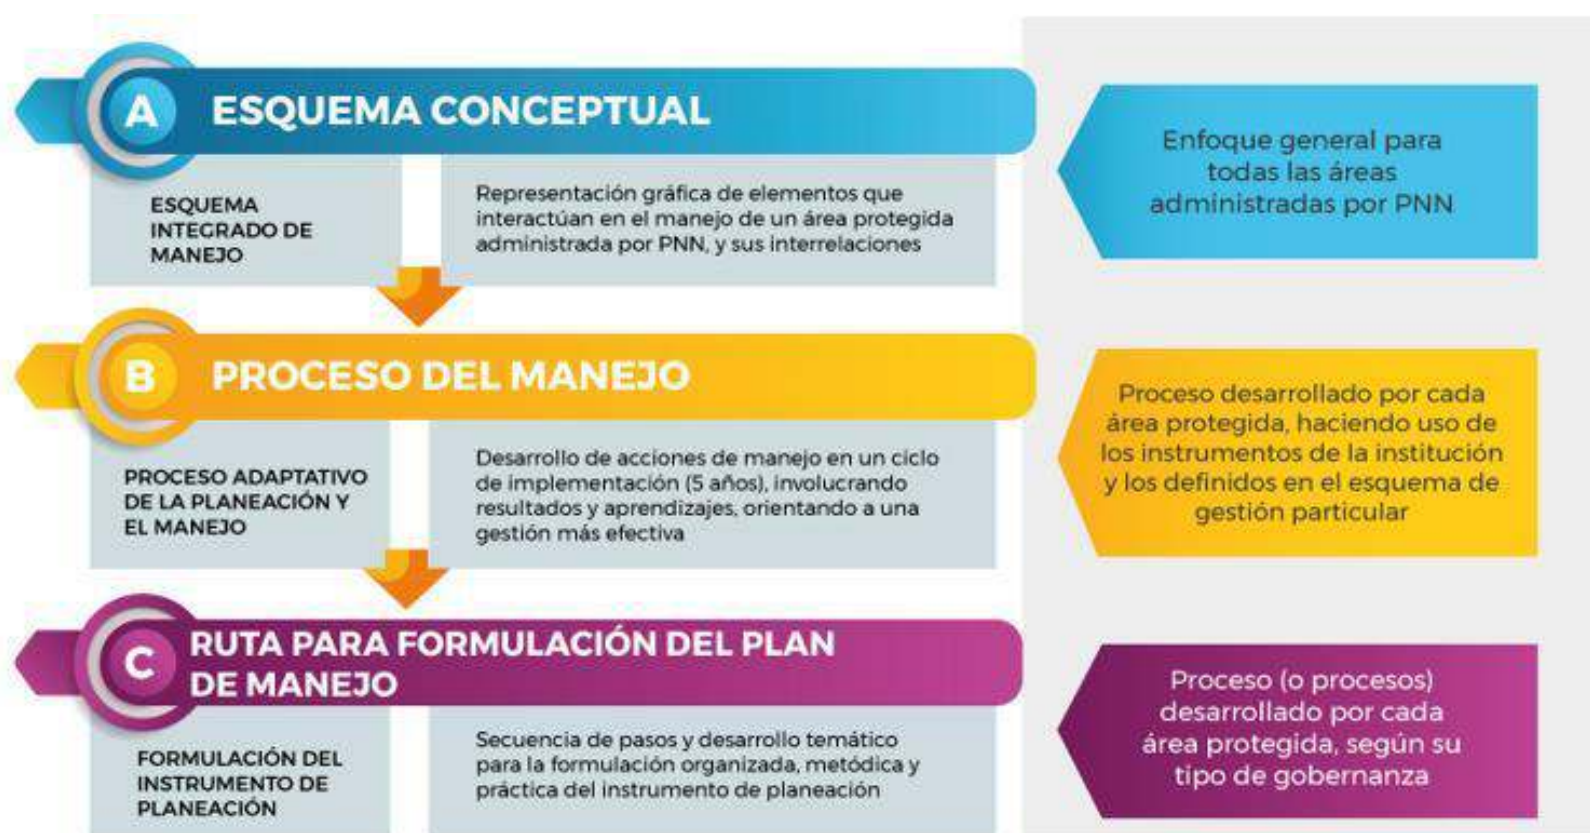 A
ESQUEMA CONCEPTUAL
ESQUEMA
INTEGRADO DE
MANEJO
Representación gráfica de elementos que
interactúan en el manejo de un área protegida
administrada por PNN, y sus interrelaciones
Enfoque general para
todas las áreas
administradas por PNN
B
PROCESO DEL MANEJO
PROCESO ADAPTATIVO
DE LA PLANEACIÓN Y
EL MANEJO
Desarrollo de acciones de manejo en un ciclo
de implementación (5 años), involucrando
resultados y aprendizajes, orientando a una
gestión más efectiva
Proceso desarrollado por cada
área protegida, haciendo uso de
los instrumentos de la institución
y los definidos en el esquema de
gestión particular
C
RUTA PARA FORMULACIÓN DEL PLAN
DE MANEJO
FORMULACIÓN DEL
INSTRUMENTO DE
PLANEACIÓN
Secuencia de pasos y desarrollo temático
para la formulación organizada, metódica y
práctica del instrumento de planeación
Proceso (o procesos)
desarrollado por cada
área protegida, según su
tipo de gobernanza